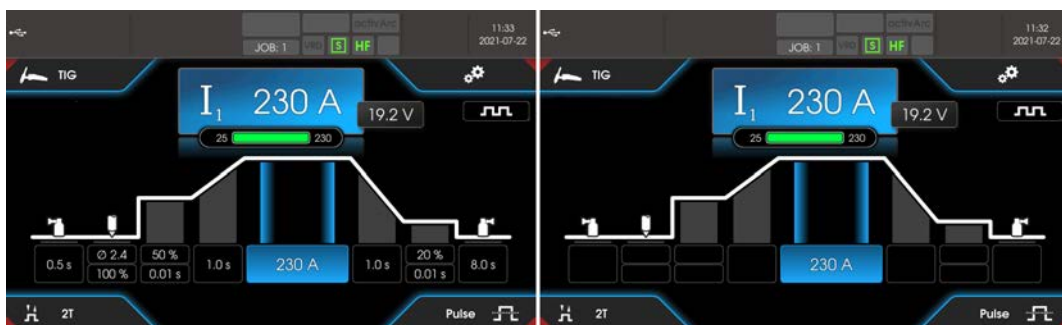 activArc
11:33
2021-07-22
JOB: 1 VRD S HF
TIG
I1 230 A
19.2 V
25 230
0.5 s
Ø 2.4
100 %
50 %
0.01 s
1.0 s
230 A
1.0 s
20 %
0.01 s
8.0 s
2T
Pulse
activArc
11:32
2021-07-22
JOB: 1 VRD S HF
TIG
I1 230 A
19.2 V
25 230
230 A
2T
Pulse